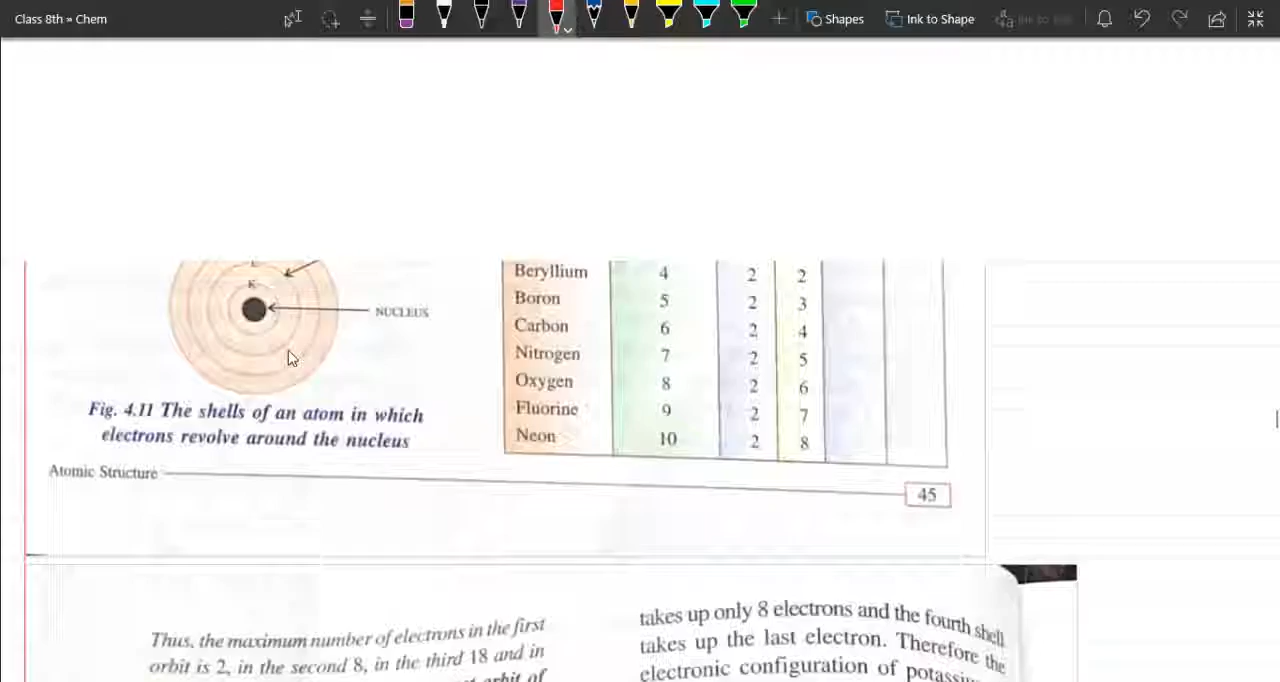 Class 8th » Chem
Shapes
Ink to Shape
L
K
NUCLEUS
Fig. 4.11 The shells of an atom in which
electrons revolve around the nucleus
Beryllium 4 2 2
Boron 5 2 3
Carbon 6 2 4
Nitrogen 7 2 5
Oxygen 8 2 6
Fluorine 9 2 7
Neon 10 2 8
Atomic Structure
45
Thus, the maximum number of electrons in the first
orbit is 2, in the second 8, in the third 18 and in
orbit of
takes up only 8 electrons and the fourth shell
takes up the last electron. Therefore the
electronic configuration of